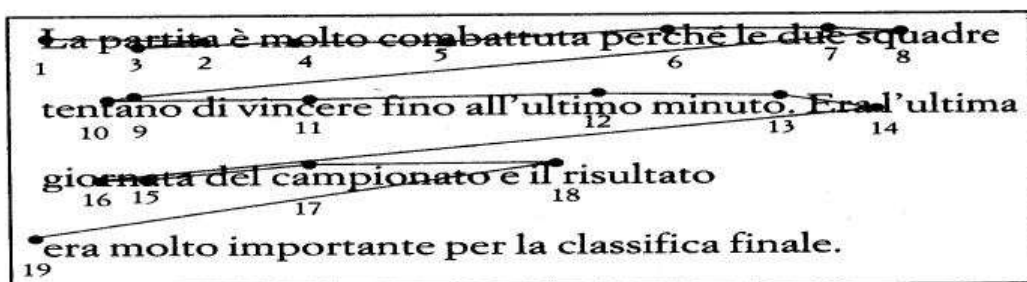 La partita è molto combattuta perché le due squadre
1 3 2 4 5 6 7 8
tentano di vincere fino all'ultimo minuto. Era l'ultima
10 9 11 12 13 14
giornata del campionato e il risultato
16 15 17 18
era molto importante per la classifica finale.
19